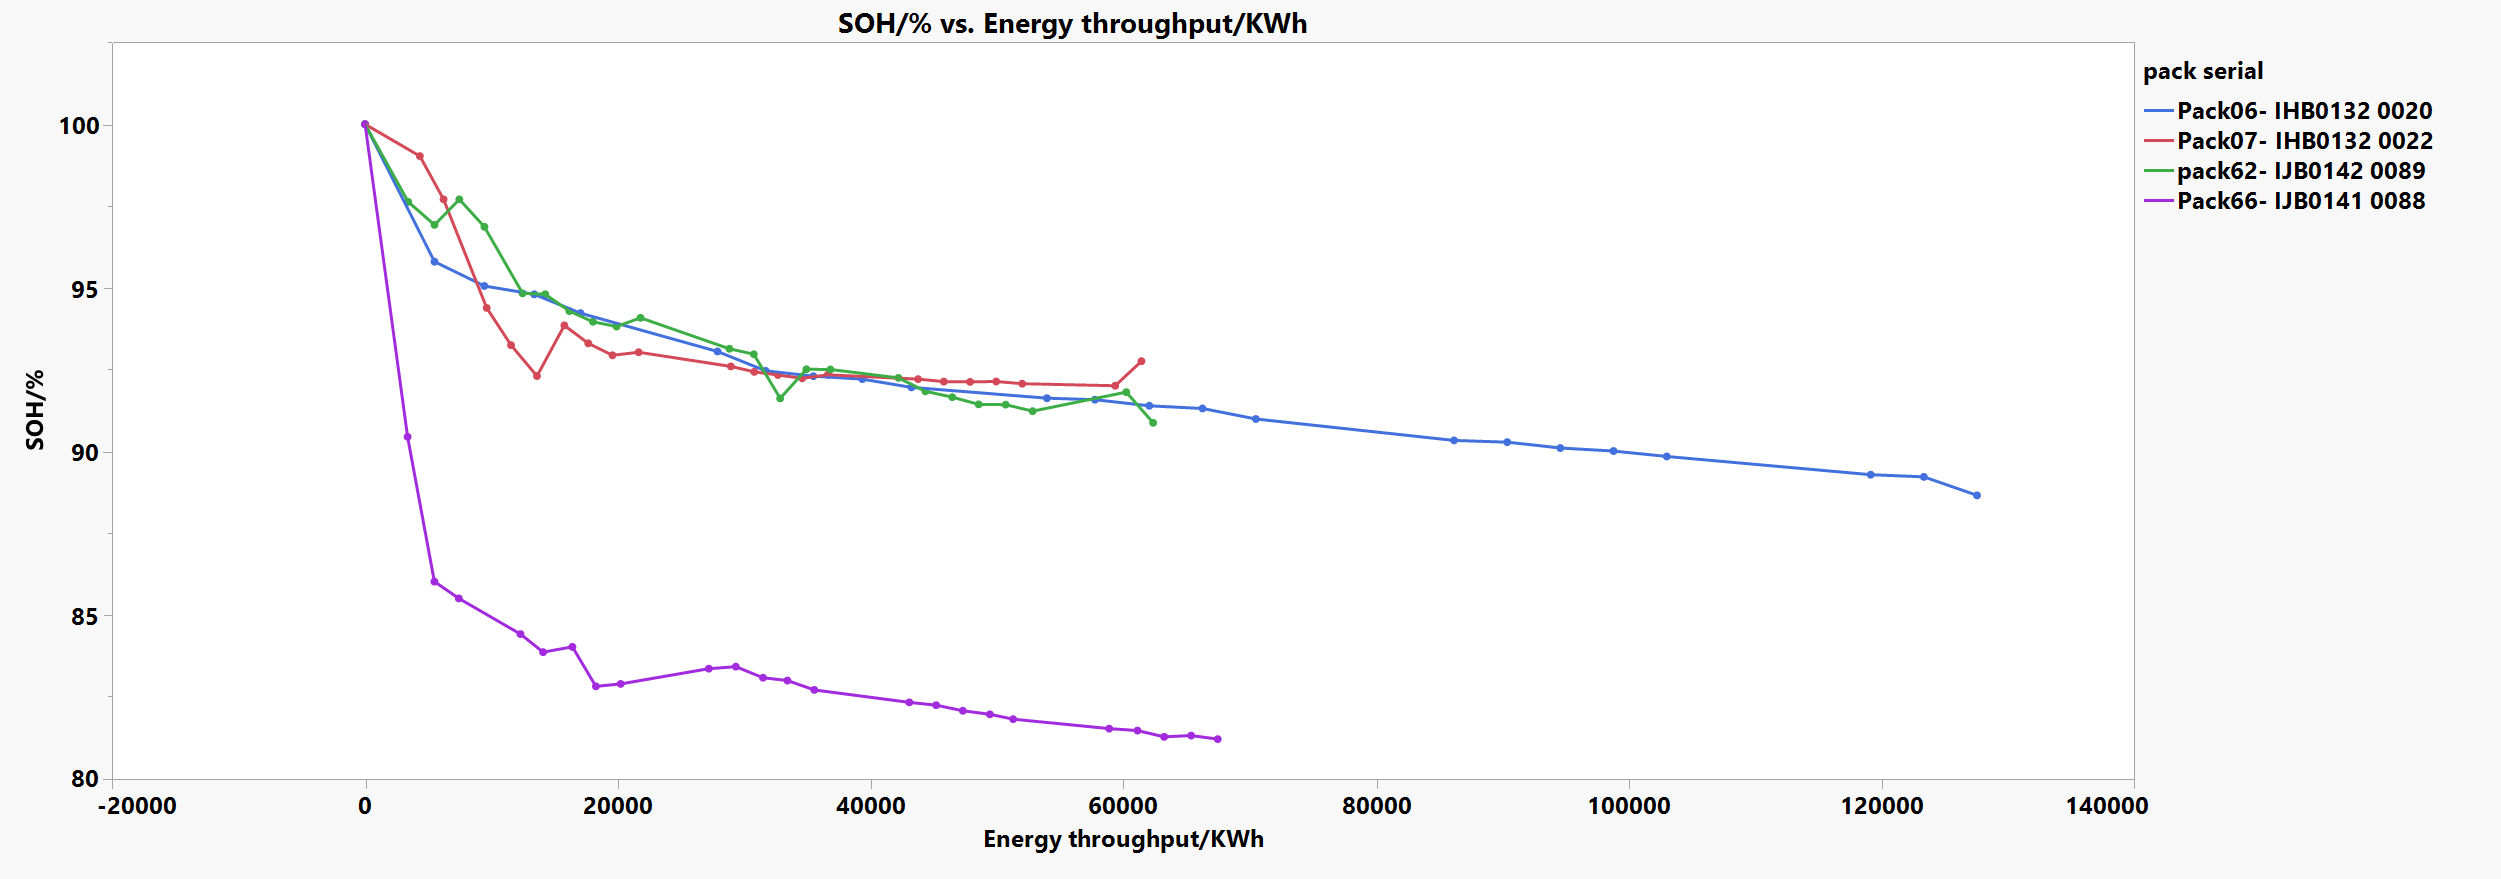 SOH/% vs. Energy throughput/KWh
pack serial
Pack06- IHB0132 0020
Pack07- IHB0132 0022
pack62- IJB0142 0089
Pack66- IJB0141 0088
SOH/%
100
95
90
85
80
-20000 0 20000 40000 60000 80000 100000 120000 140000
Energy throughput/KWh